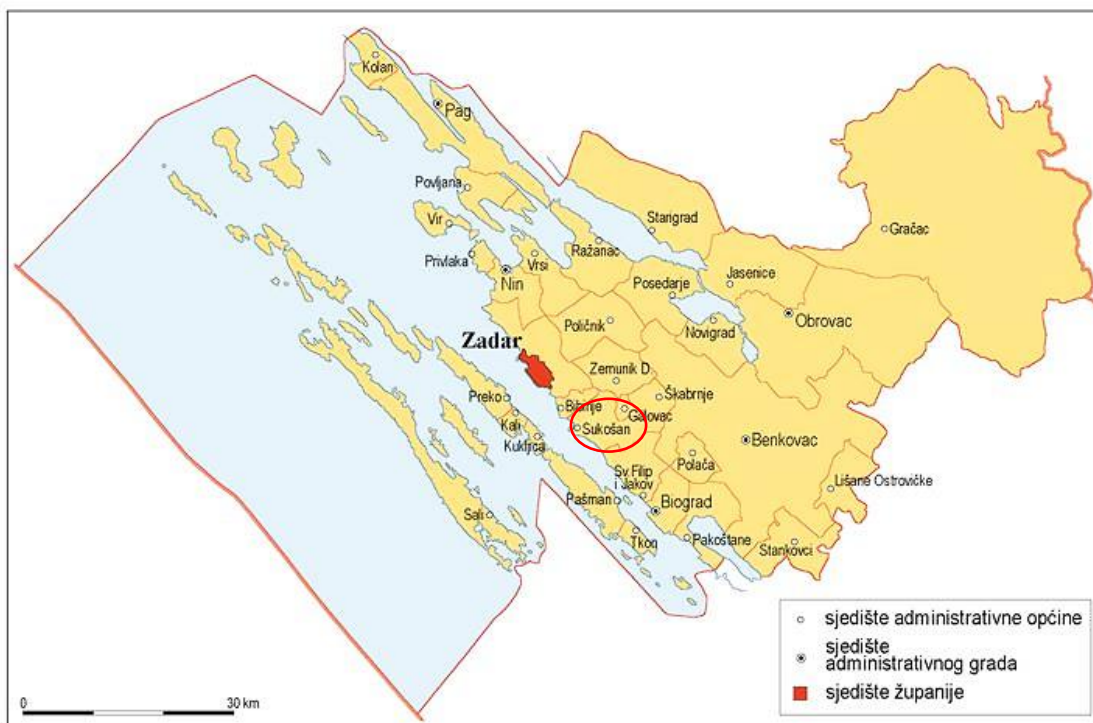 Kolan
Pag
Povljana
Vir
Privlaka
Nin
Vrsi
Ražanac
Starigrad
Gračac
Jasenice
Posedarje
Obrovac
Novigrad
Poličnik
Zadar
Zemunik D
Škabrnje
Preko
Bibinje
Galovac
Kali
Sukošan
Kukljica
Benkovac
Polača
Sv. Filip
i Jakov
Lišane Ostrovičke
Pašman
Biograd
Sali
Tkon
Pakoštane
Stankovci
sjedište administrativne općine
sjedište
administrativnog grada
sjedište županije
0 30 km